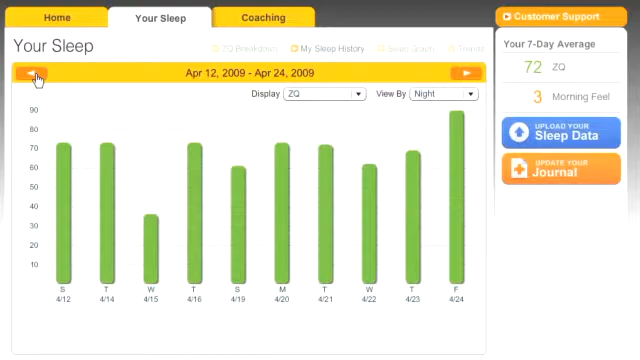 Home
Your Sleep
Coaching
Customer Support
Your Sleep
ZQ Breakdown
My Sleep History
Sleep Graph
Trends
Your 7-Day Average
72 ZQ
3 Morning Feel
Apr 12, 2009 - Apr 24, 2009
Display ZQ View By Night
UPLOAD YOUR
Sleep Data
UPDATE YOUR
Journal
90
80
70
60
50
40
30
20
10
S T W T S M T W T F
4/12 4/14 4/15 4/16 4/19 4/20 4/21 4/22 4/23 4/24